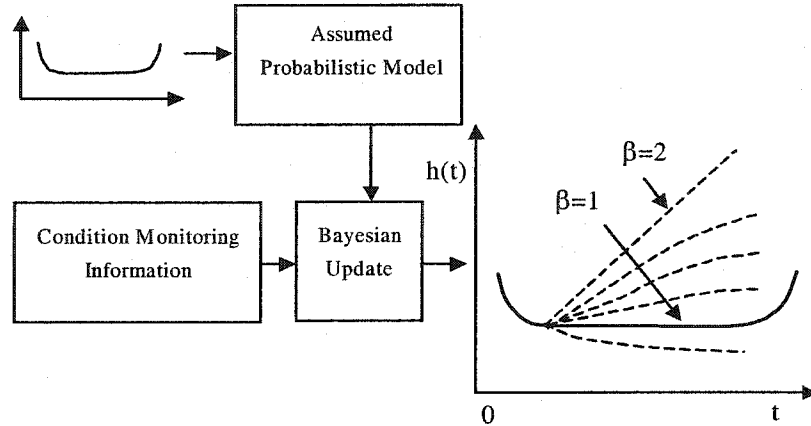 Assumed
Probabilistic Model
Condition Monitoring
Information
Bayesian
Update
h(t)
β=2
β=1
0
t